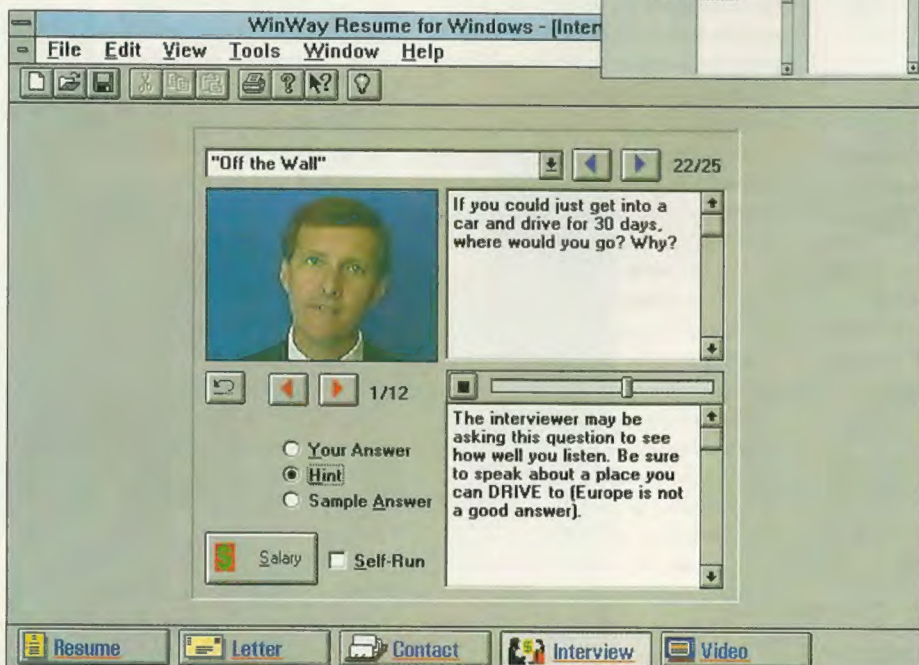 WinWay Resume for Windows - [Inter
File Edit View Tools Window Help
"Off the Wall"
22/25
If you could just get into a
car and drive for 30 days,
where would you go? Why?
1/12
Your Answer
Hint
Sample Answer
Salary
Self-Run
The interviewer may be
asking this question to see
how well you listen. Be sure
to speak about a place you
can DRIVE to (Europe is not
a good answer).
Resume Letter Contact Interview Video